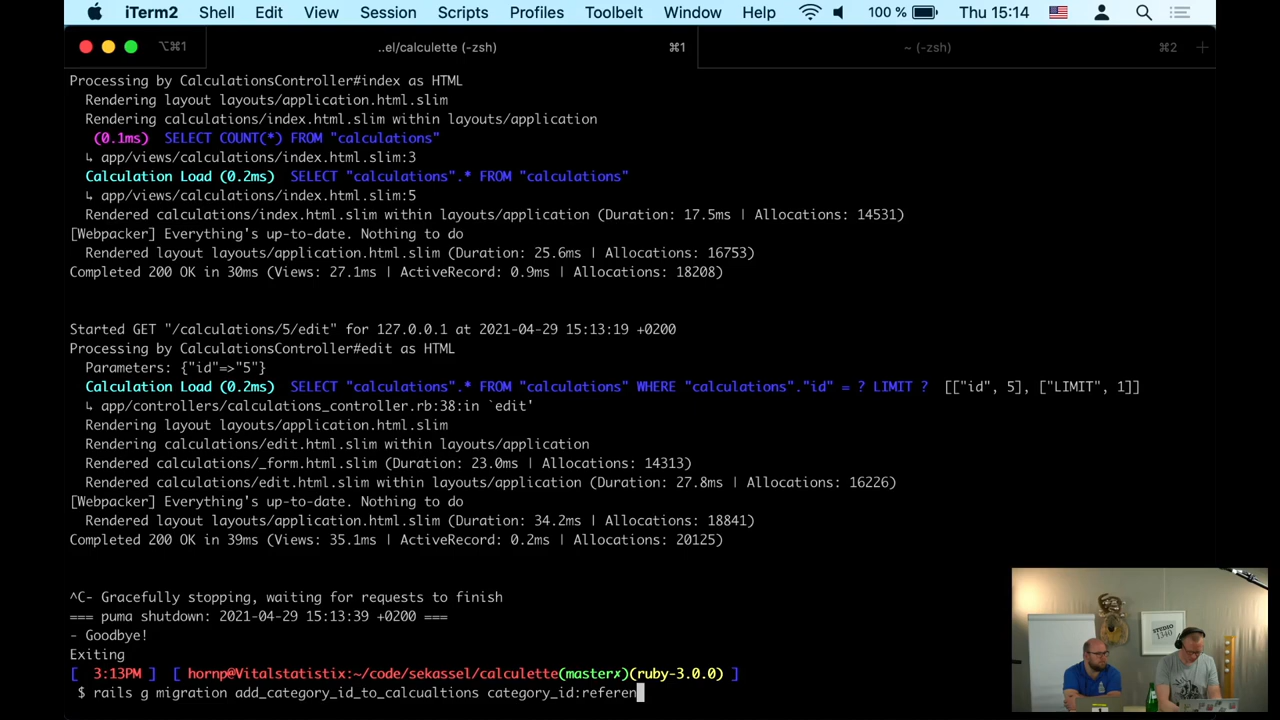 iTerm2 Shell Edit View Session Scripts Profiles Toolbelt Window Help 100 % Thu 15:14
⌥⌘1 ..el/calculette (-zsh) ⌘1 ~ (-zsh) ⌘2 +
Processing by CalculationsController#index as HTML
Rendering layout layouts/application.html.slim
Rendering calculations/index.html.slim within layouts/application
(0.1ms) SELECT COUNT(*) FROM "calculations"
↳ app/views/calculations/index.html.slim:3
Calculation Load (0.2ms) SELECT "calculations".* FROM "calculations"
↳ app/views/calculations/index.html.slim:5
Rendered calculations/index.html.slim within layouts/application (Duration: 17.5ms | Allocations: 14531)
[Webpacker] Everything's up-to-date. Nothing to do
Rendered layout layouts/application.html.slim (Duration: 25.6ms | Allocations: 16753)
Completed 200 OK in 30ms (Views: 27.1ms | ActiveRecord: 0.9ms | Allocations: 18208)
Started GET "/calculations/5/edit" for 127.0.0.1 at 2021-04-29 15:13:19 +0200
Processing by CalculationsController#edit as HTML
Parameters: {"id"=>"5"}
Calculation Load (0.2ms) SELECT "calculations".* FROM "calculations" WHERE "calculations"."id" = ? LIMIT ? [["id", 5], ["LIMIT", 1]]
↳ app/controllers/calculations_controller.rb:38:in `edit'
Rendering layout layouts/application.html.slim
Rendering calculations/edit.html.slim within layouts/application
Rendered calculations/_form.html.slim (Duration: 23.0ms | Allocations: 14313)
Rendered calculations/edit.html.slim within layouts/application (Duration: 27.8ms | Allocations: 16226)
[Webpacker] Everything's up-to-date. Nothing to do
Rendered layout layouts/application.html.slim (Duration: 34.2ms | Allocations: 18841)
Completed 200 OK in 39ms (Views: 35.1ms | ActiveRecord: 0.2ms | Allocations: 20125)
^C- Gracefully stopping, waiting for requests to finish
=== puma shutdown: 2021-04-29 15:13:39 +0200 ===
- Goodbye!
Exiting
[ 3:13PM ] [ hornp@Vitalstatistix:~/code/sekassel/calculette(master✗)(ruby-3.0.0) ]
$ rails g migration add_category_id_to_calcualtions category_id:referen
STUDIO
1340